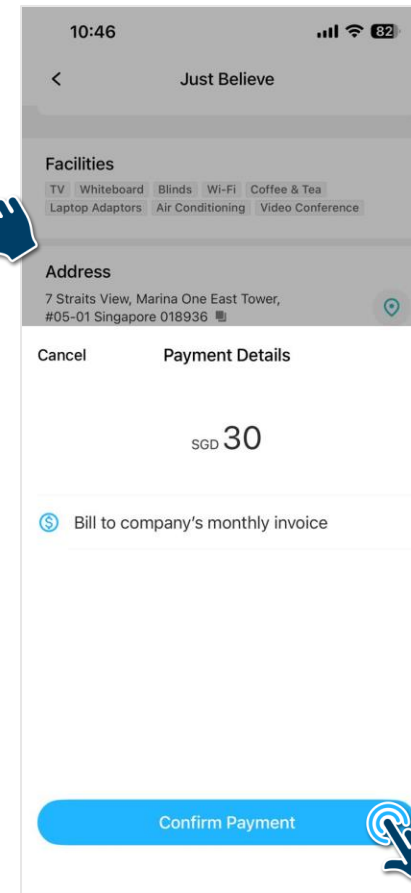 10:46 82
Just Believe
Facilities
TV Whiteboard Blinds Wi-Fi Coffee & Tea
Laptop Adaptors Air Conditioning Video Conference
Address
7 Straits View, Marina One East Tower,
#05-01 Singapore 018936
Cancel Payment Details
SGD 30
Bill to company's monthly invoice
Confirm Payment